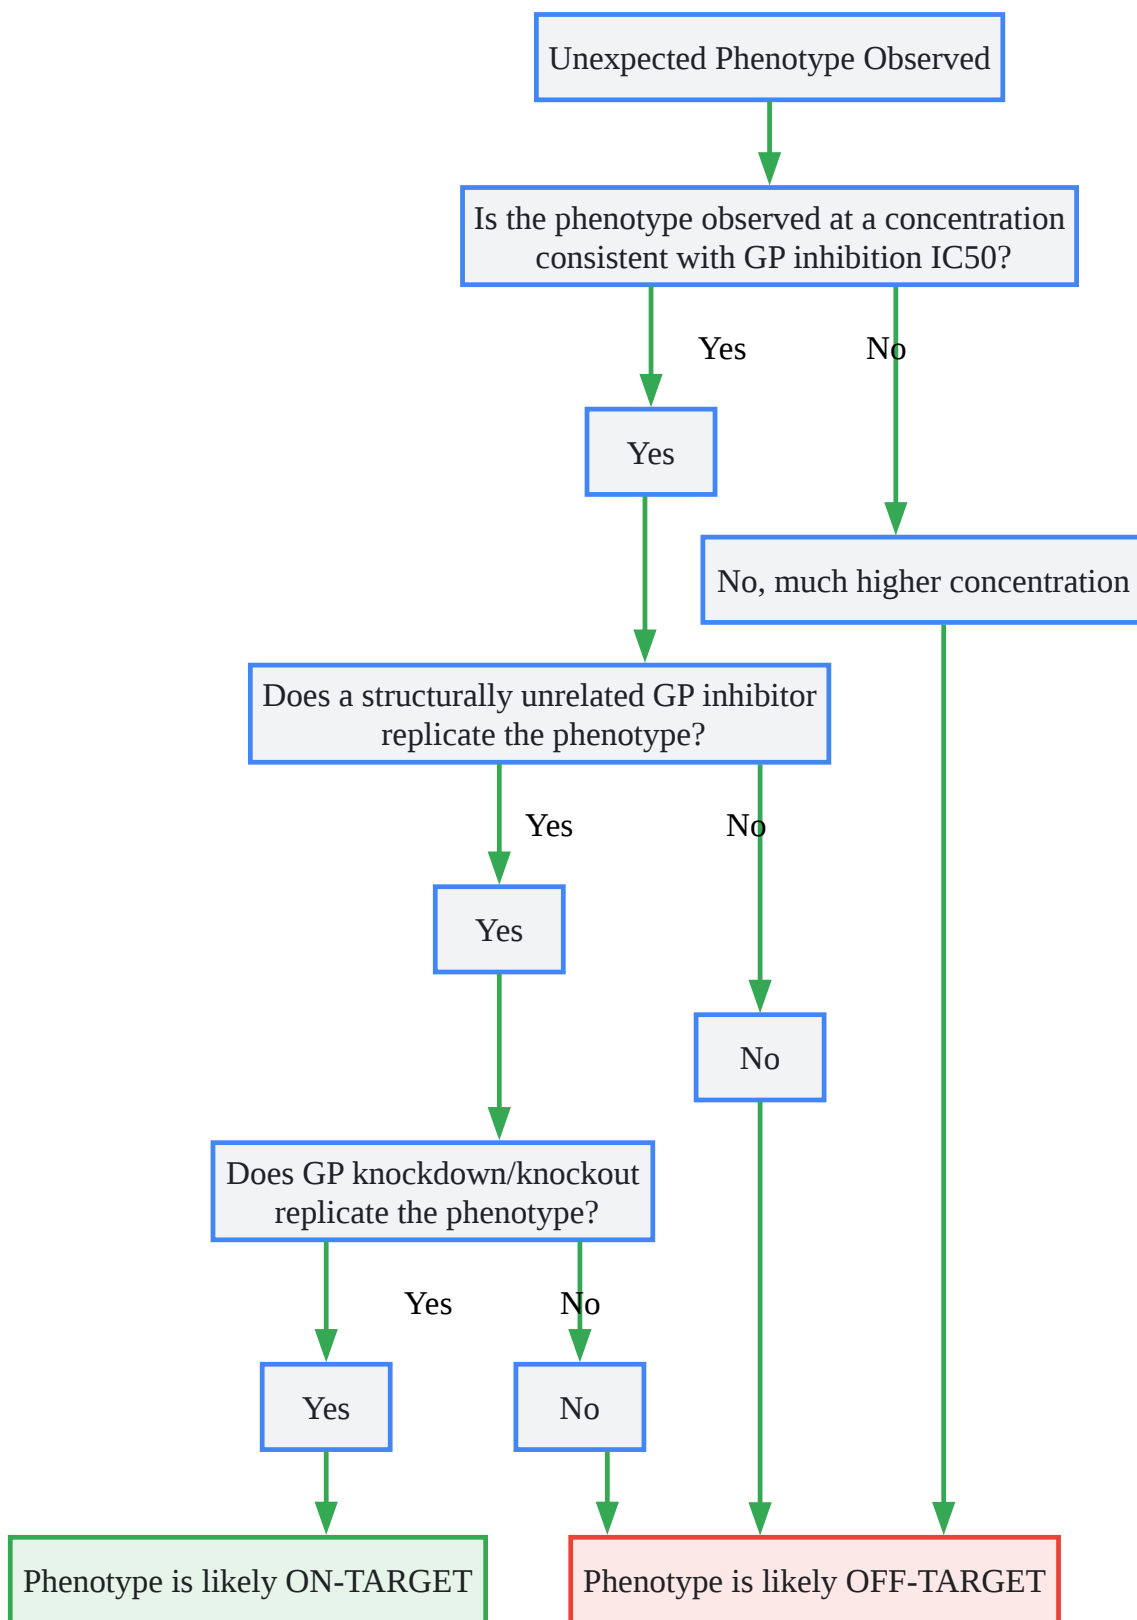 Unexpected Phenotype Observed
Is the phenotype observed at a concentration
consistent with GP inhibition IC50?
Yes
No
Yes
No, much higher concentration
Does a structurally unrelated GP inhibitor
replicate the phenotype?
Yes
No
Yes
No
Does GP knockdown/knockout
replicate the phenotype?
Yes
No
Yes
No
Phenotype is likely ON-TARGET
Phenotype is likely OFF-TARGET